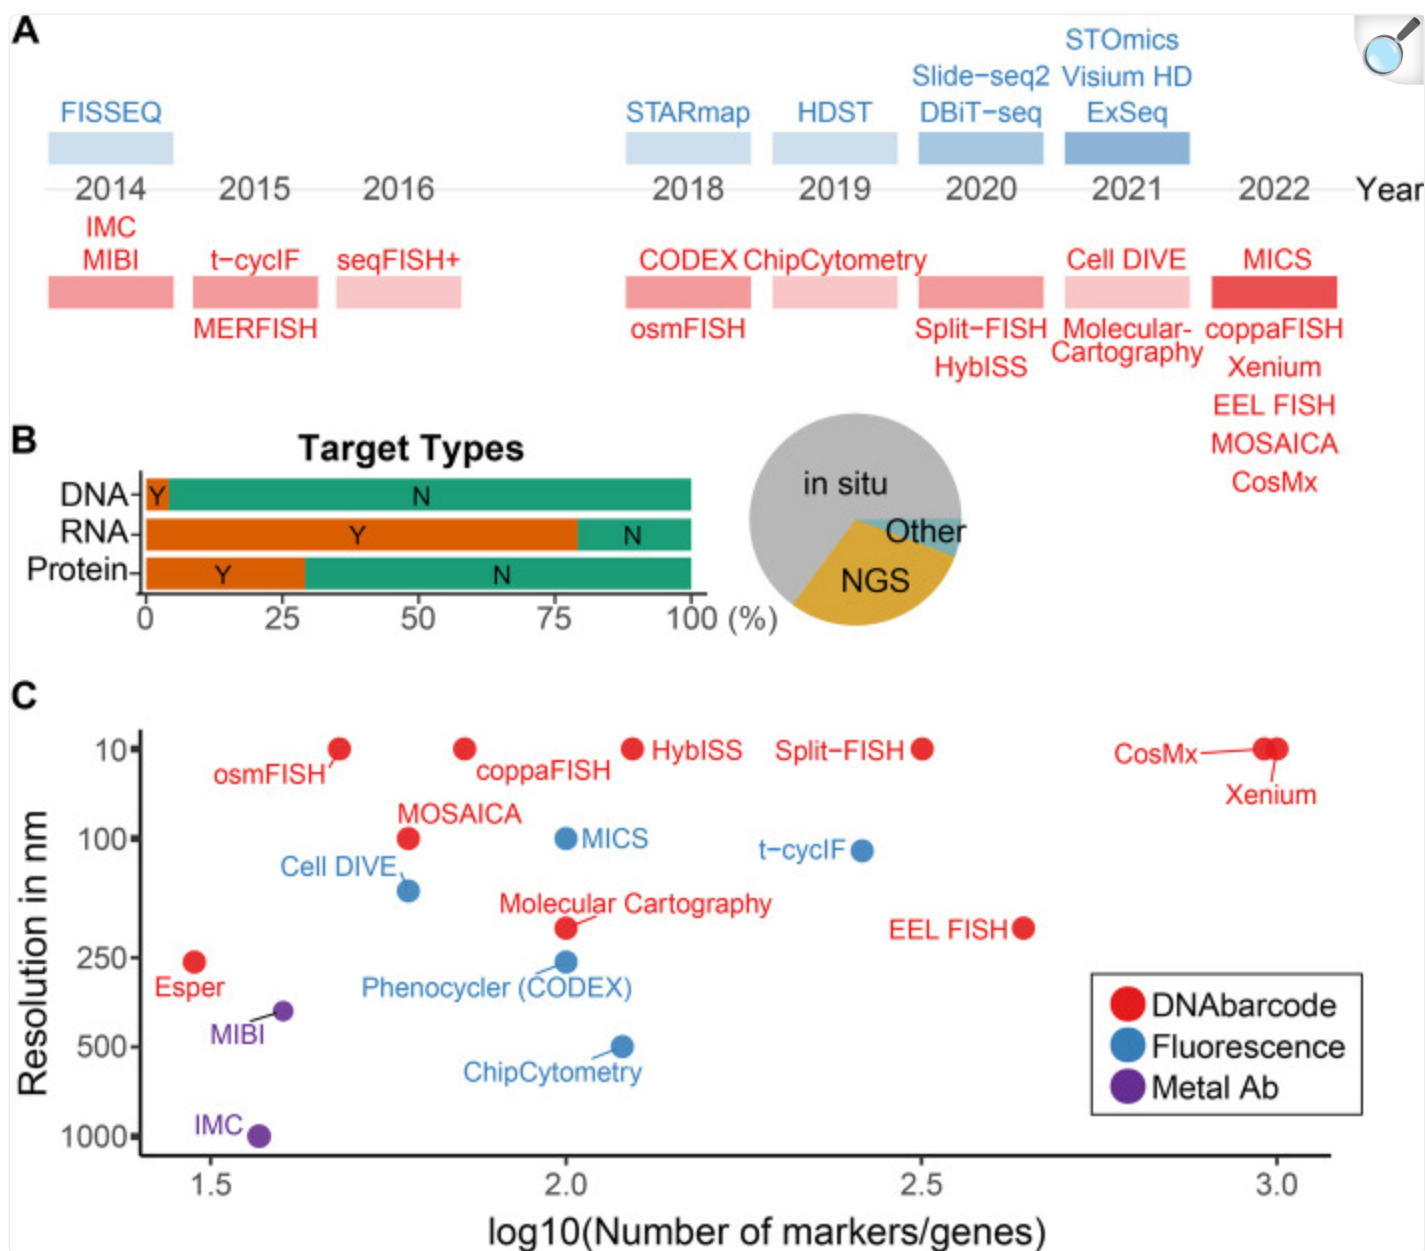 A
STOmics
Slide-seq2 Visium HD
FISSEQ STARmap HDST DBiT-seq ExSeq
2014 2015 2016 2018 2019 2020 2021 2022 Year
IMC
MIBI t-cycIF seqFISH+ CODEX ChipCytometry Cell DIVE MICS
MERFISH osmFISH Split-FISH Molecular- coppaFISH
Cartography
HybISS Xenium
EEL FISH
MOSAICA
CosMx
B
Target Types
DNA Y N
RNA Y N
Protein Y N
0 25 50 75 100 (%)
in situ
Other
NGS
C
Resolution in nm
10
100
250
500
1000
osmFISH
coppaFISH
HybISS
Split-FISH
CosMx
Xenium
MOSAICA
MICS
t-cycIF
Cell DIVE
Molecular Cartography
EEL FISH
Esper
Phenocycler (CODEX)
MIBI
ChipCytometry
IMC
DNAbarcode
Fluorescence
Metal Ab
1.5 2.0 2.5 3.0
log10(Number of markers/genes)